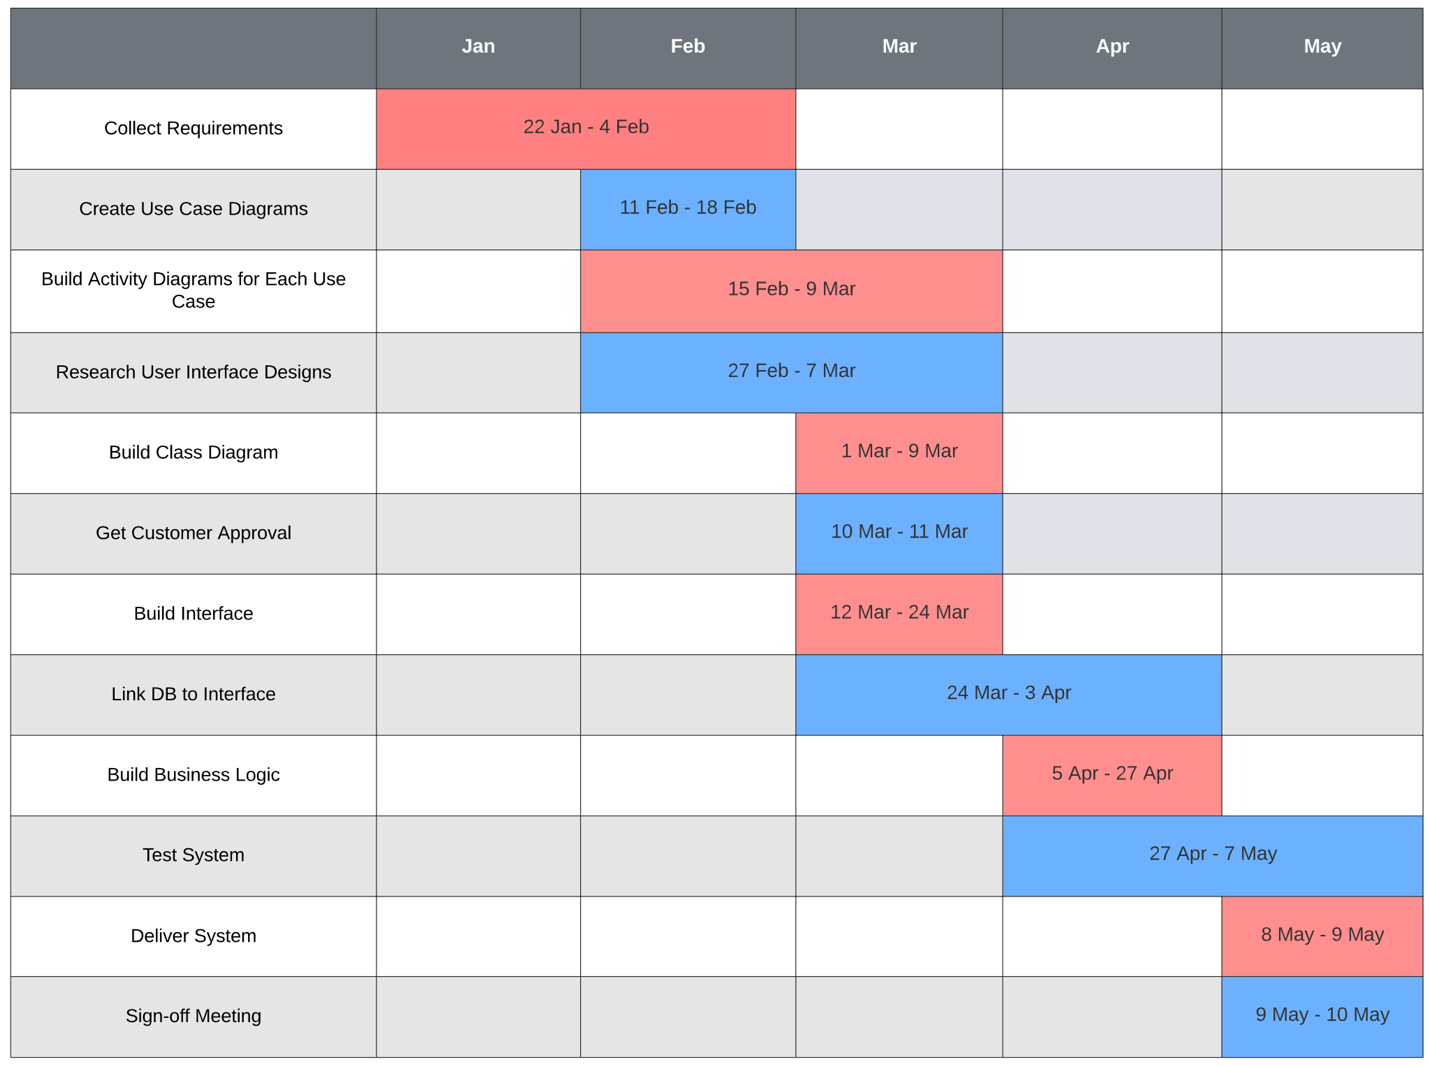 Jan Feb Mar Apr May
Collect Requirements 22 Jan - 4 Feb
Create Use Case Diagrams 11 Feb - 18 Feb
Build Activity Diagrams for Each Use
Case 15 Feb - 9 Mar
Research User Interface Designs 27 Feb - 7 Mar
Build Class Diagram 1 Mar - 9 Mar
Get Customer Approval 10 Mar - 11 Mar
Build Interface 12 Mar - 24 Mar
Link DB to Interface 24 Mar - 3 Apr
Build Business Logic 5 Apr - 27 Apr
Test System 27 Apr - 7 May
Deliver System 8 May - 9 May
Sign-off Meeting 9 May - 10 May